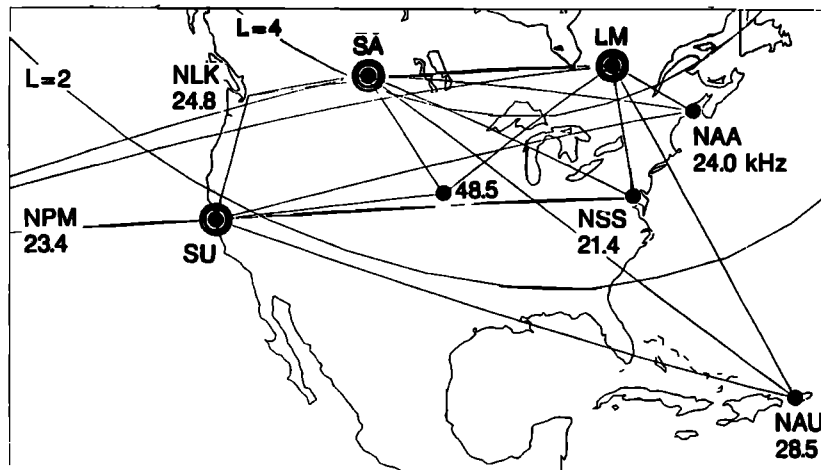 L=4
SA
LM
NLK
24.8
L=2
NAA
24.0 kHz
48.5
NPM
23.4
SU
NSS
21.4
NAU
28.5